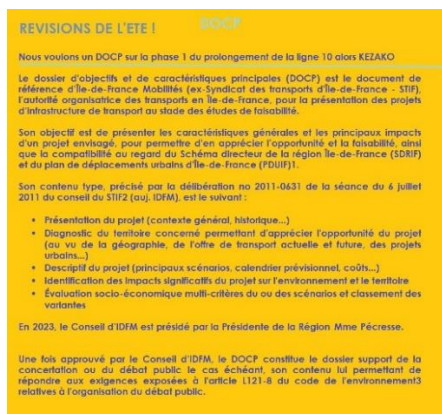 REVISIONS DE L'ETE !
DOCP
Nous voulons un DOCP sur la phase 1 du prolongement de la ligne 10 alors KEZAKO
Le dossier d'objectifs et de caractéristiques principales (DOCP) est le document de
référence d'Île-de-France Mobilités (ex-Syndicat des transports d'Île-de-France - STIF),
l'autorité organisatrice des transports en Île-de-France, pour la présentation des projets
d'infrastructure de transport au stade des études de faisabilité.
Son objectif est de présenter les caractéristiques générales et les principaux impacts
d'un projet envisagé, pour permettre d'en apprécier l'opportunité et la faisabilité, ainsi
que la compatibilité au regard du Schéma directeur de la région Île-de-France (SDRIF)
et du plan de déplacements urbains d'Île-de-France (PDUIF)1.
Son contenu type, précisé par la délibération no 2011-0631 de la séance du 6 juillet
2011 du conseil du STIF2 (auj. IDFM), est le suivant :
• Présentation du projet (contexte général, historique...)
• Diagnostic du territoire concerné permettant d'apprécier l'opportunité du projet
(au vu de la géographie, de l'offre de transport actuelle et future, des projets
urbains...)
• Descriptif du projet (principaux scénarios, calendrier prévisionnel, coûts...)
• Identification des impacts significatifs du projet sur l'environnement et le territoire
• Évaluation socio-économique multi-critères du ou des scénarios et classement des
variantes
En 2023, le Conseil d'IDFM est présidé par la Présidente de la Région Mme Pécresse.
Une fois approuvé par le Conseil d'IDFM, le DOCP constitue le dossier support de la
concertation ou du débat public le cas échéant, son contenu lui permettant de
répondre aux exigences exposées à l'article L121-8 du code de l'environnement3
relatives à l'organisation du débat public.